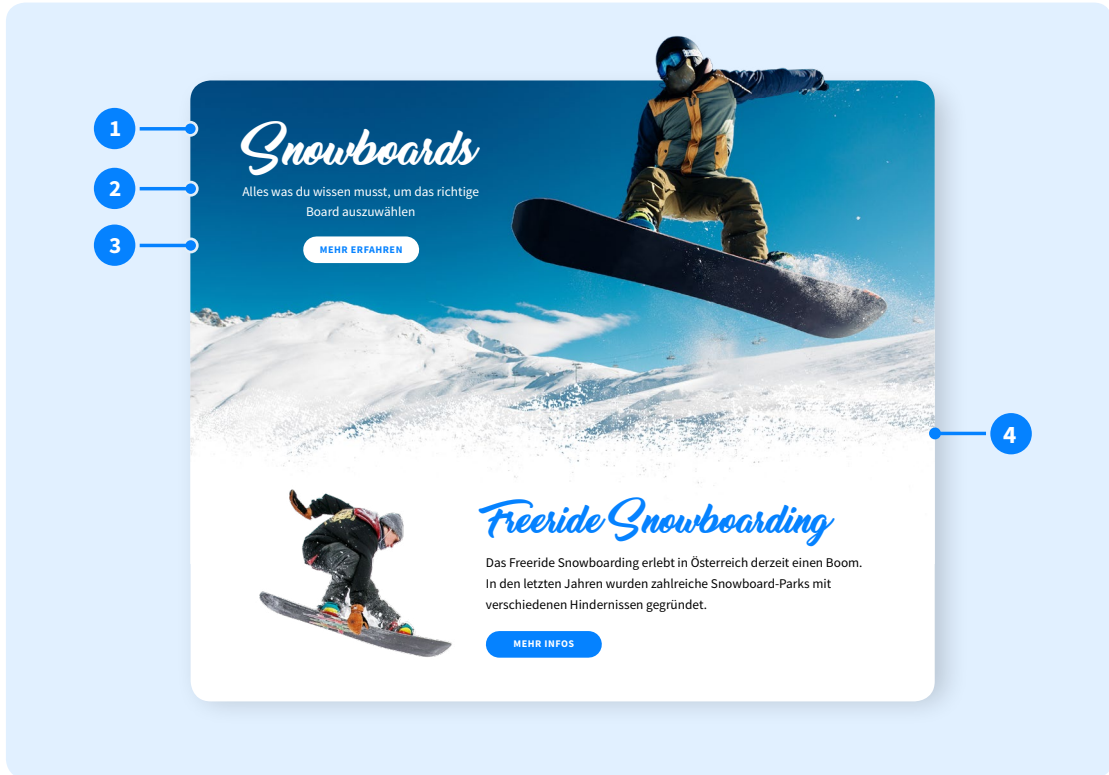 1
Snowboards
2
Alles was du wissen musst, um das richtige
Board auszuwählen
3
MEHR ERFAHREN
4
Freeride Snowboarding
Das Freeride Snowboarding erlebt in Österreich derzeit einen Boom.
In den letzten Jahren wurden zahlreiche Snowboard-Parks mit
verschiedenen Hindernissen gegründet.
MEHR INFOS